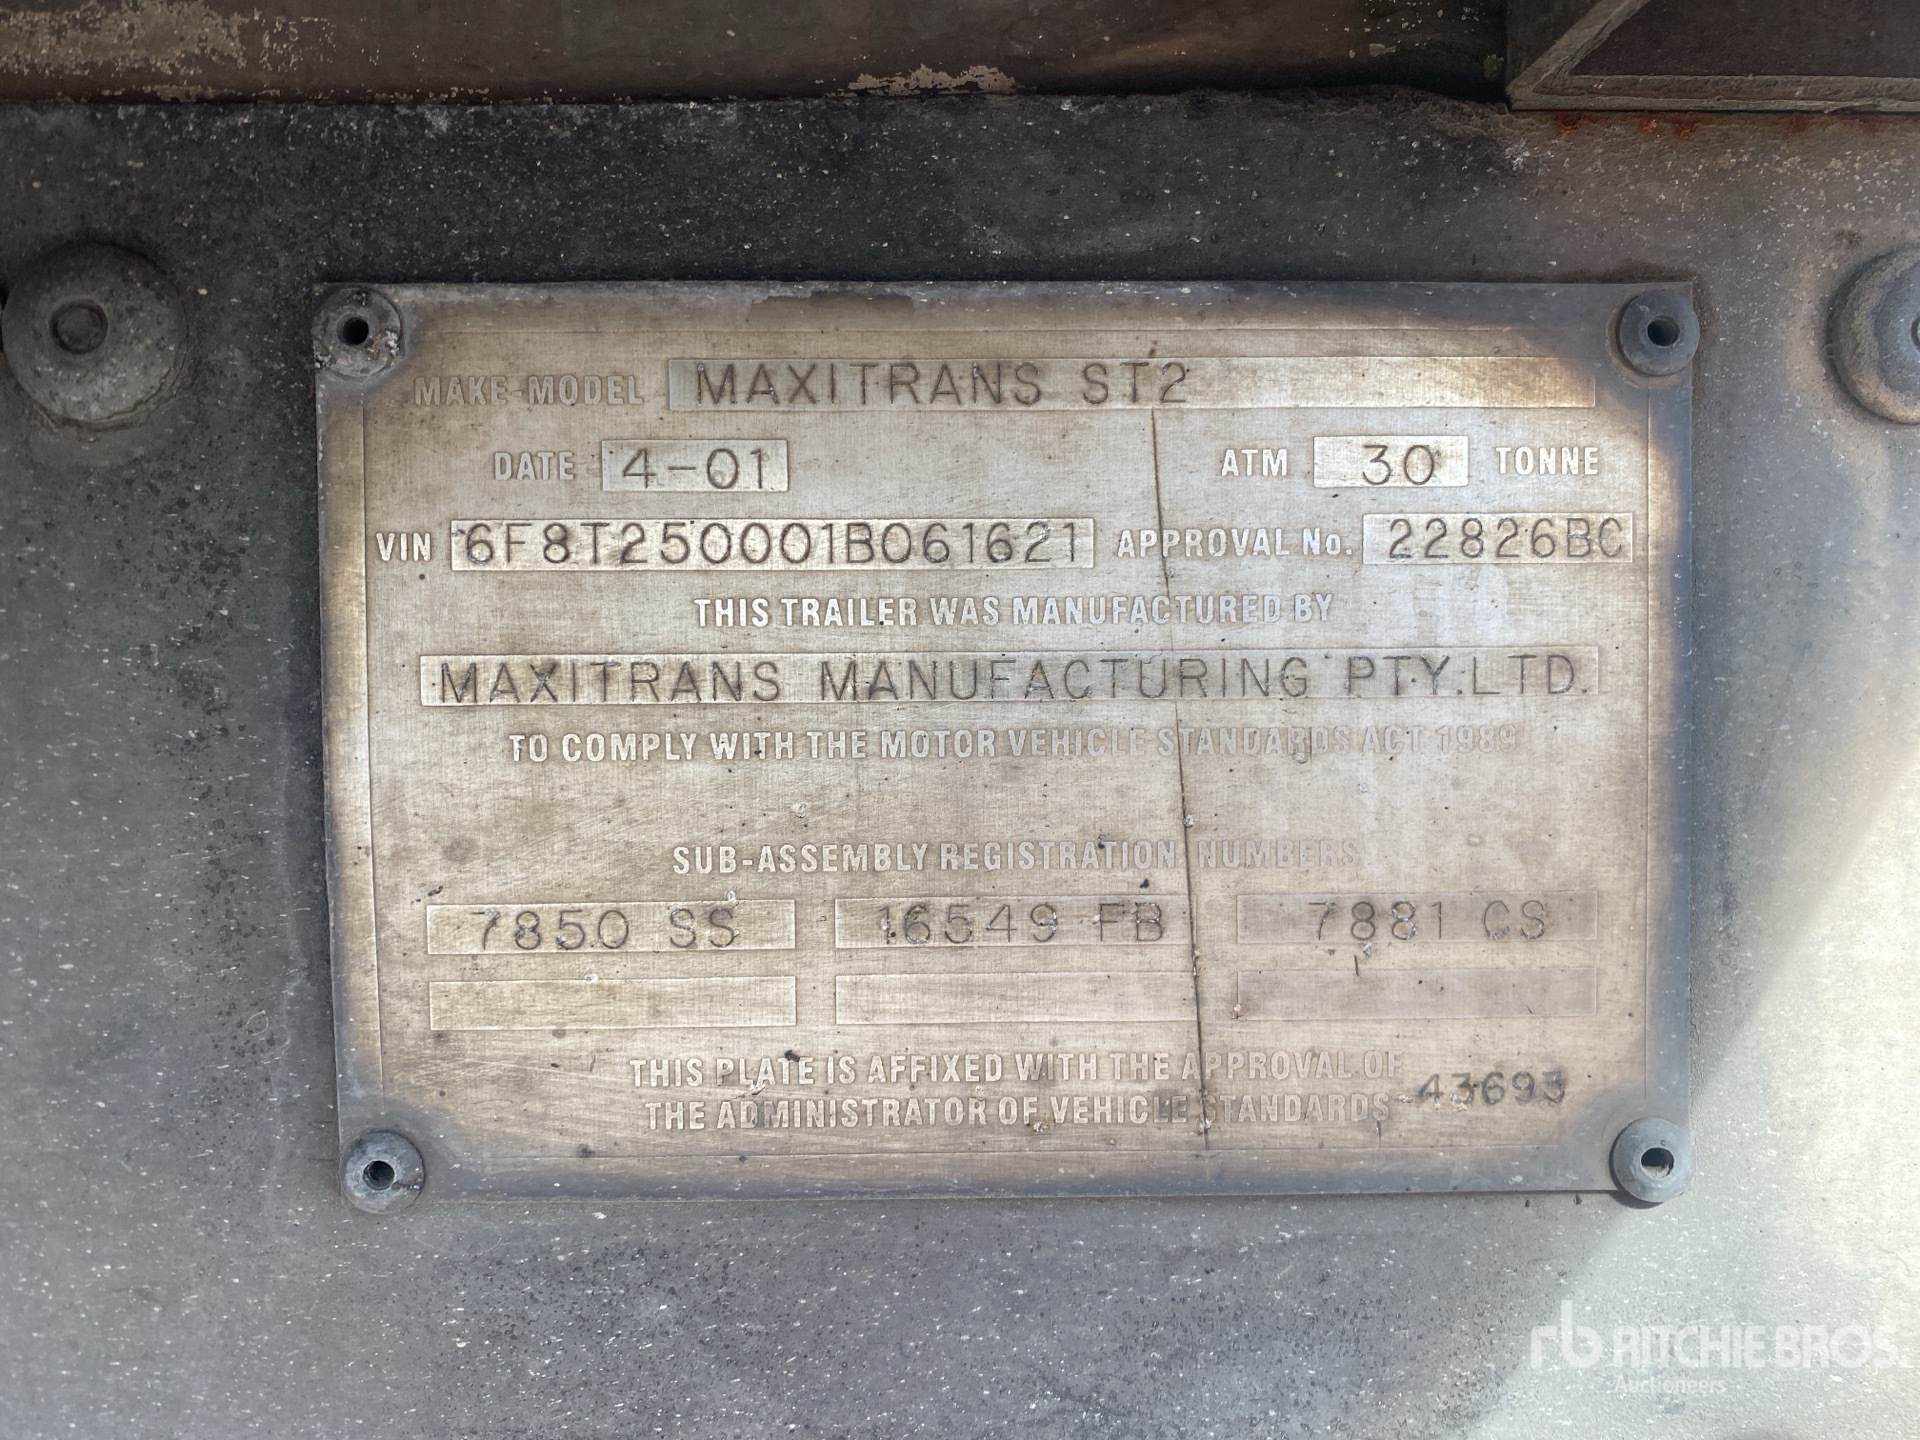 MAKE-MODEL MAXITRANS ST2
DATE 4-01 ATM 30 TONNE
VIN 6F8T250001B061621 APPROVAL No. 22826BC
THIS TRAILER WAS MANUFACTURED BY
MAXITRANS MANUFACTURING PTY.LTD.
TO COMPLY WITH THE MOTOR VEHICLE STANDARDS ACT 1989
SUB-ASSEMBLY REGISTRATION NUMBERS
7850 SS 16549 FB 7881 CS
THIS PLATE IS AFFIXED WITH THE APPROVAL OF
THE ADMINISTRATOR OF VEHICLE STANDARDS 43693
rb RITCHIE BROS.
Auctioneers